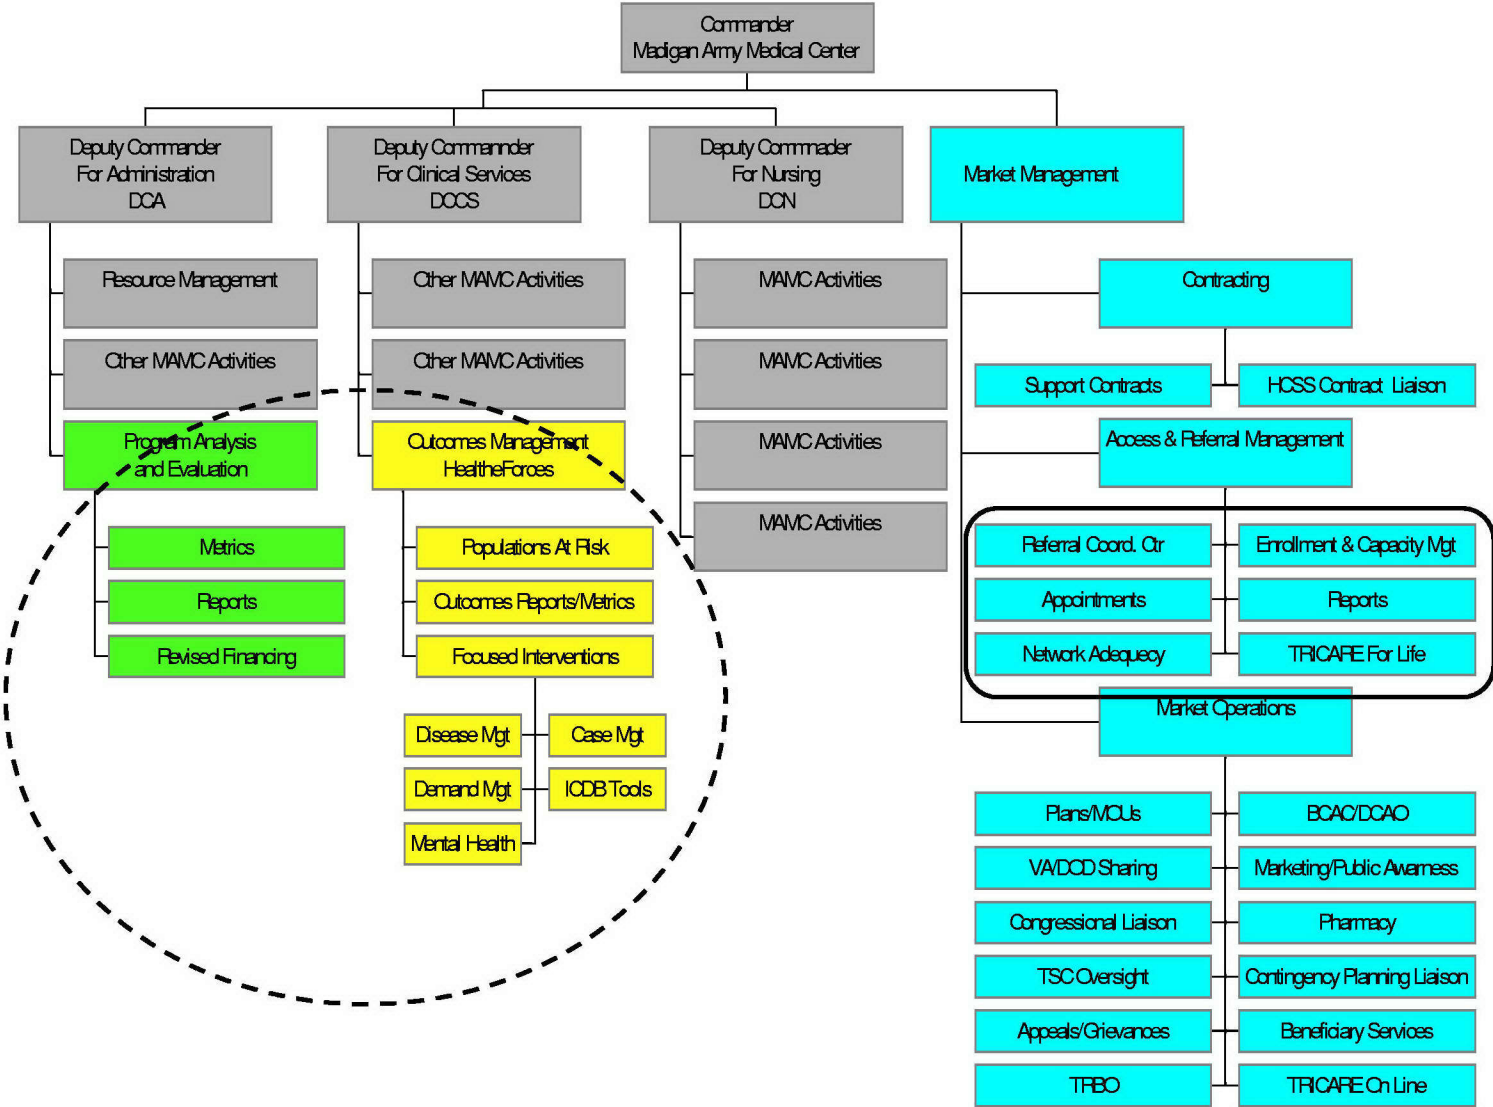 Commander
Madigan Army Medical Center
Deputy Commander
For Administration
DCA
Deputy Commannder
For Clinical Services
DCCS
Deputy Commnader
For Nursing
DCN
Market Management
Resource Management
Other MAMC Activities
MAMC Activities
Contracting
Other MAMC Activities
Other MAMC Activities
MAMC Activities
Support Contracts
HCSS Contract Liaison
Program Analysis
and Evaluation
Outcomes Management
HealtheForces
MAMC Activities
Access & Referral Management
MAMC Activities
Metrics
Populations At Risk
Referral Coord. Ctr
Enrollment & Capacity Mgt
Reports
Outcomes Reports/Metrics
Appointments
Reports
Revised Financing
Focused Interventions
Network Adequecy
TRICARE For Life
Market Operations
Disease Mgt
Case Mgt
Demand Mgt
ICDB Tools
Mental Health
Plans/MOUs
BCAC/DCAO
VA/DOD Sharing
Marketing/Public Awarness
Congressional Liaison
Pharmacy
TSC Oversight
Contingency Planning Liaison
Appeals/Grievances
Beneficiary Services
TRBO
TRICARE On Line